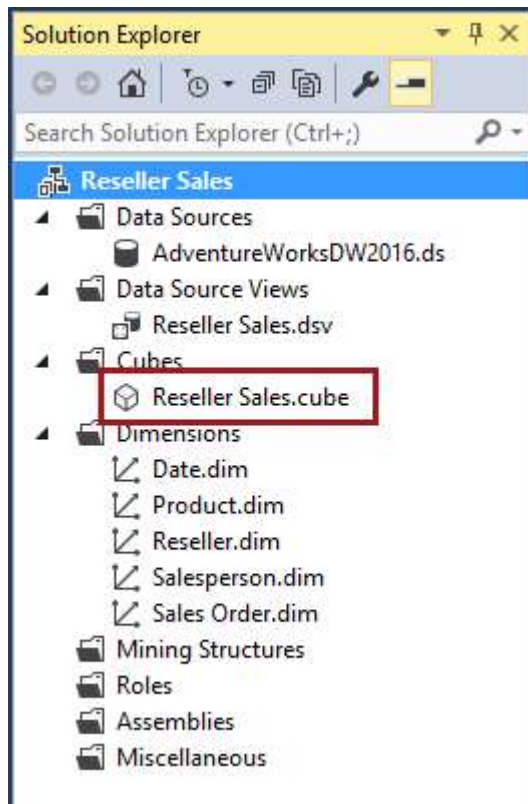 Solution Explorer
Search Solution Explorer (Ctrl+;)
Reseller Sales
Data Sources
AdventureWorksDW2016.ds
Data Source Views
Reseller Sales.dsv
Cubes
Reseller Sales.cube
Dimensions
Date.dim
Product.dim
Reseller.dim
Salesperson.dim
Sales Order.dim
Mining Structures
Roles
Assemblies
Miscellaneous